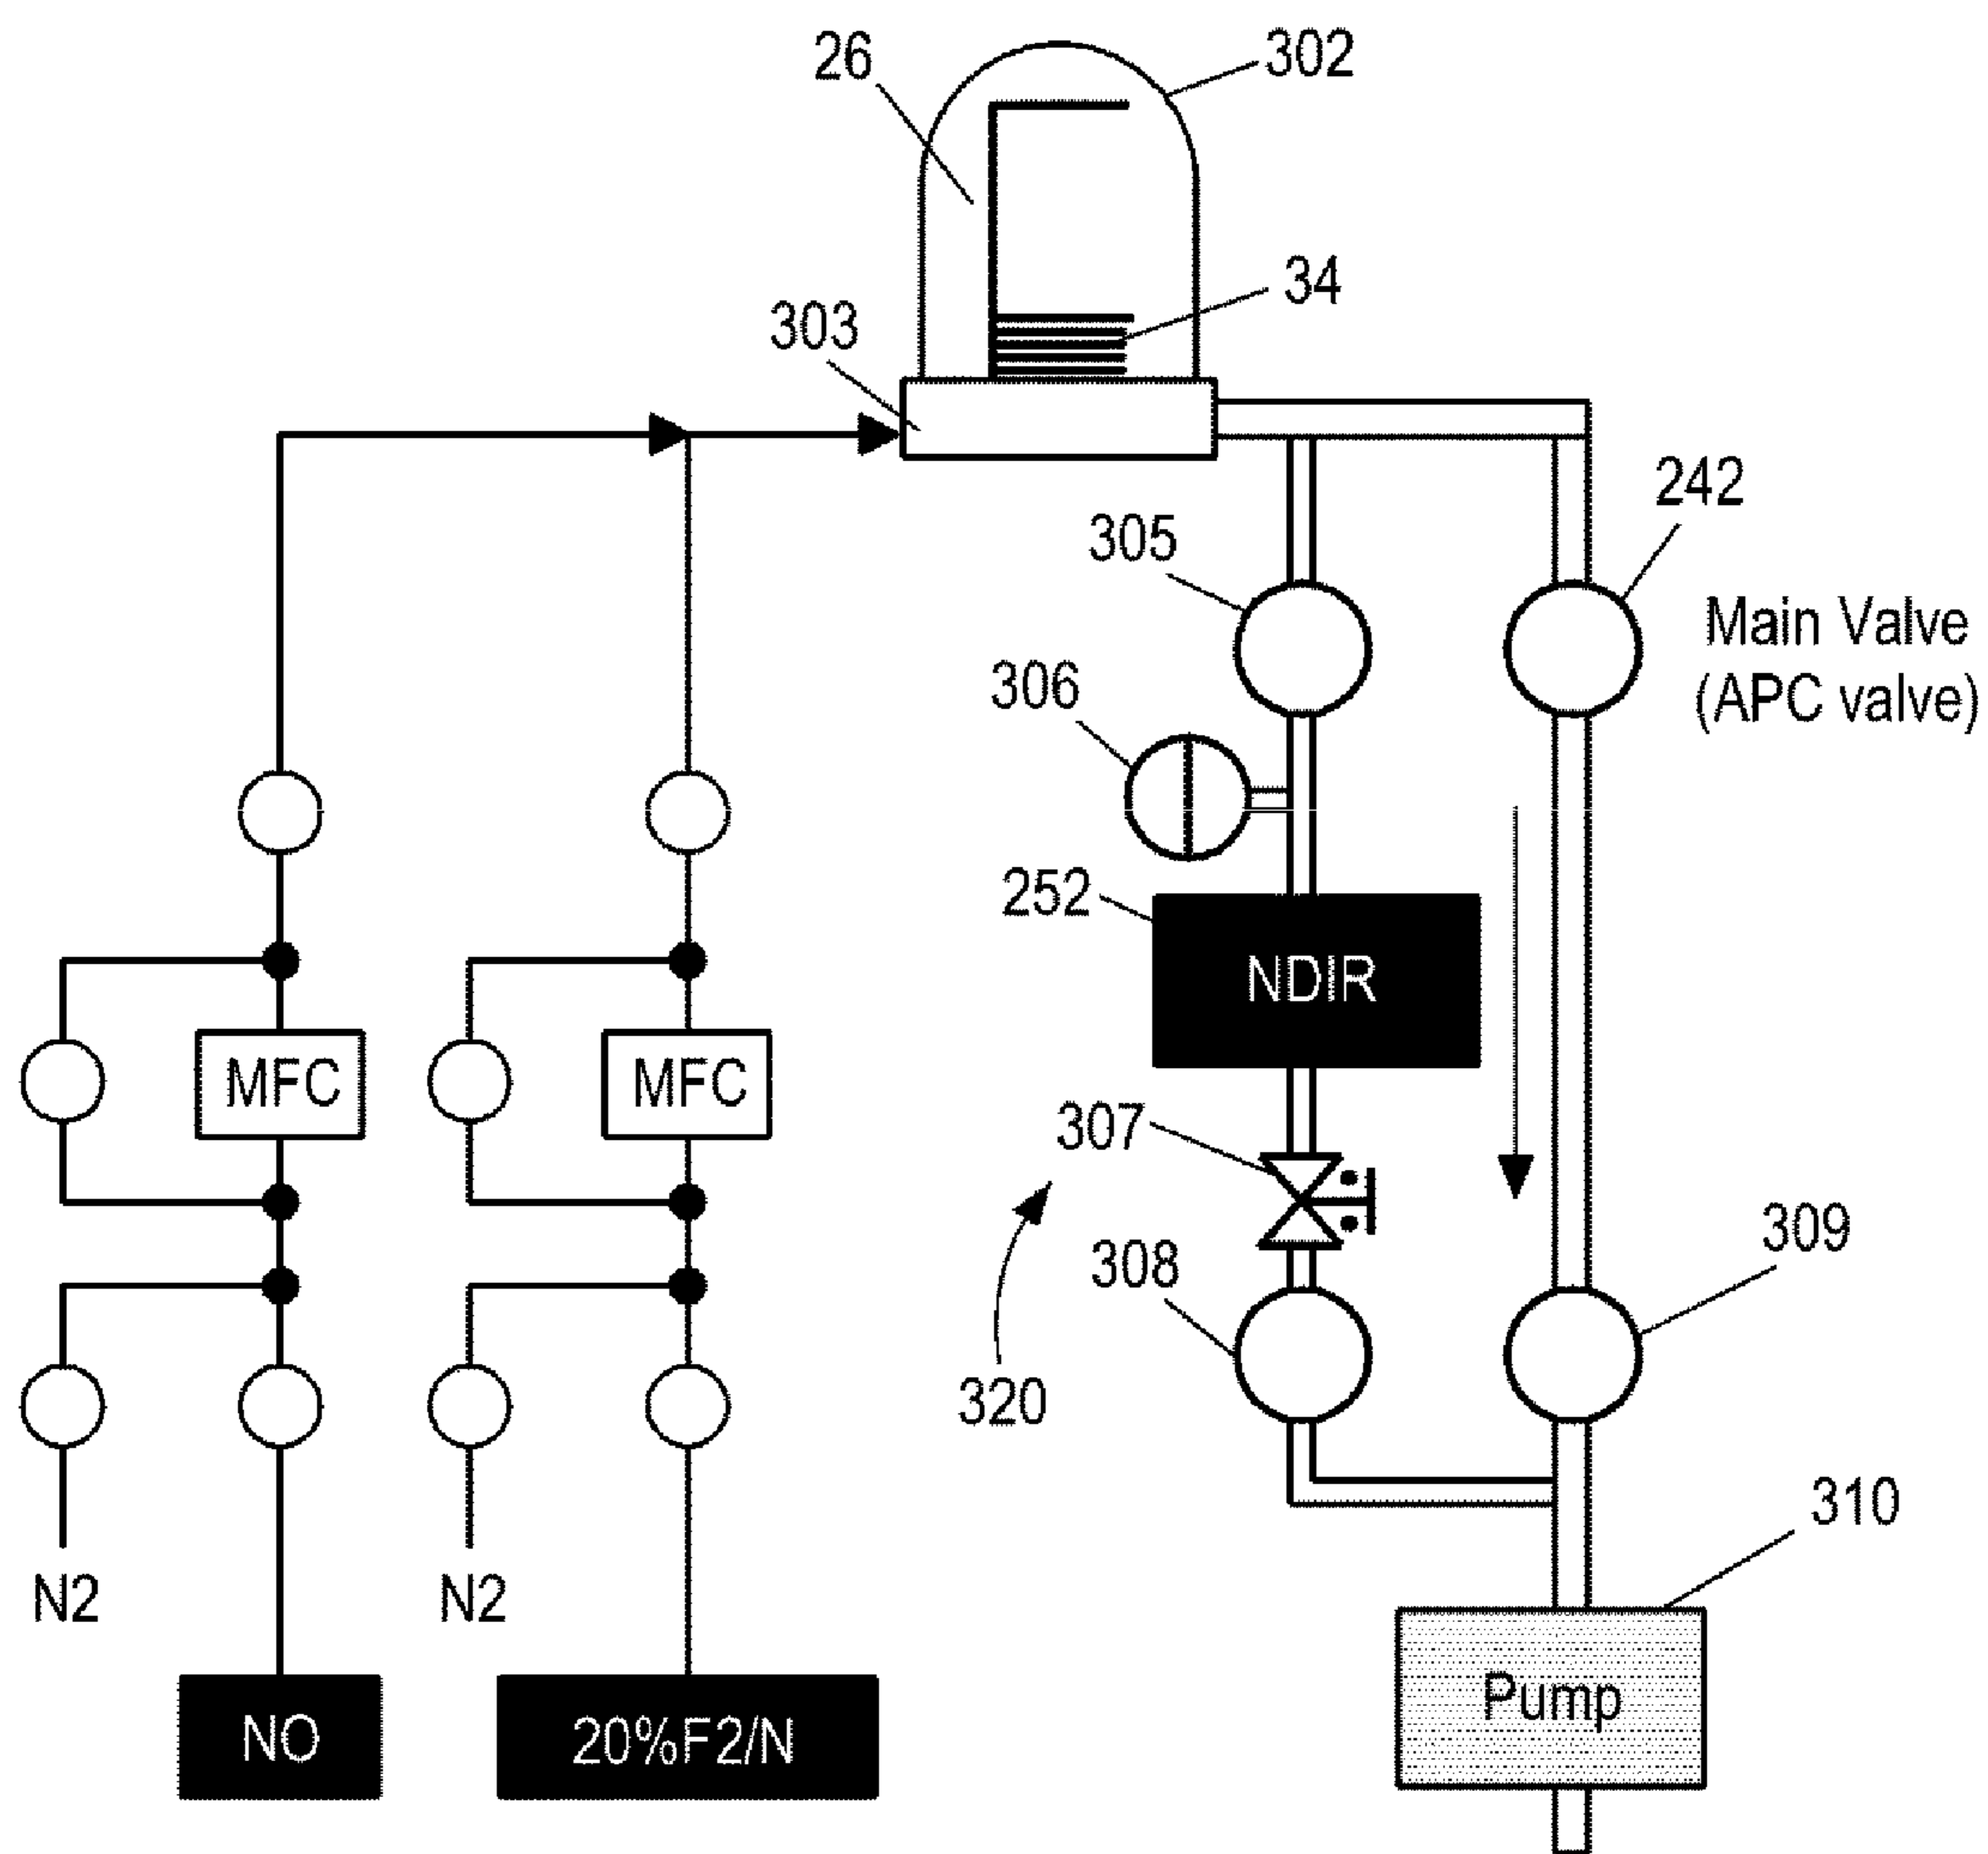 26
302
34
303
242
305
Main Valve
(APC valve)
306
252
NDIR
MFC
MFC
307
309
308
320
310
N2
N2
Pump
NO
20%F2/N